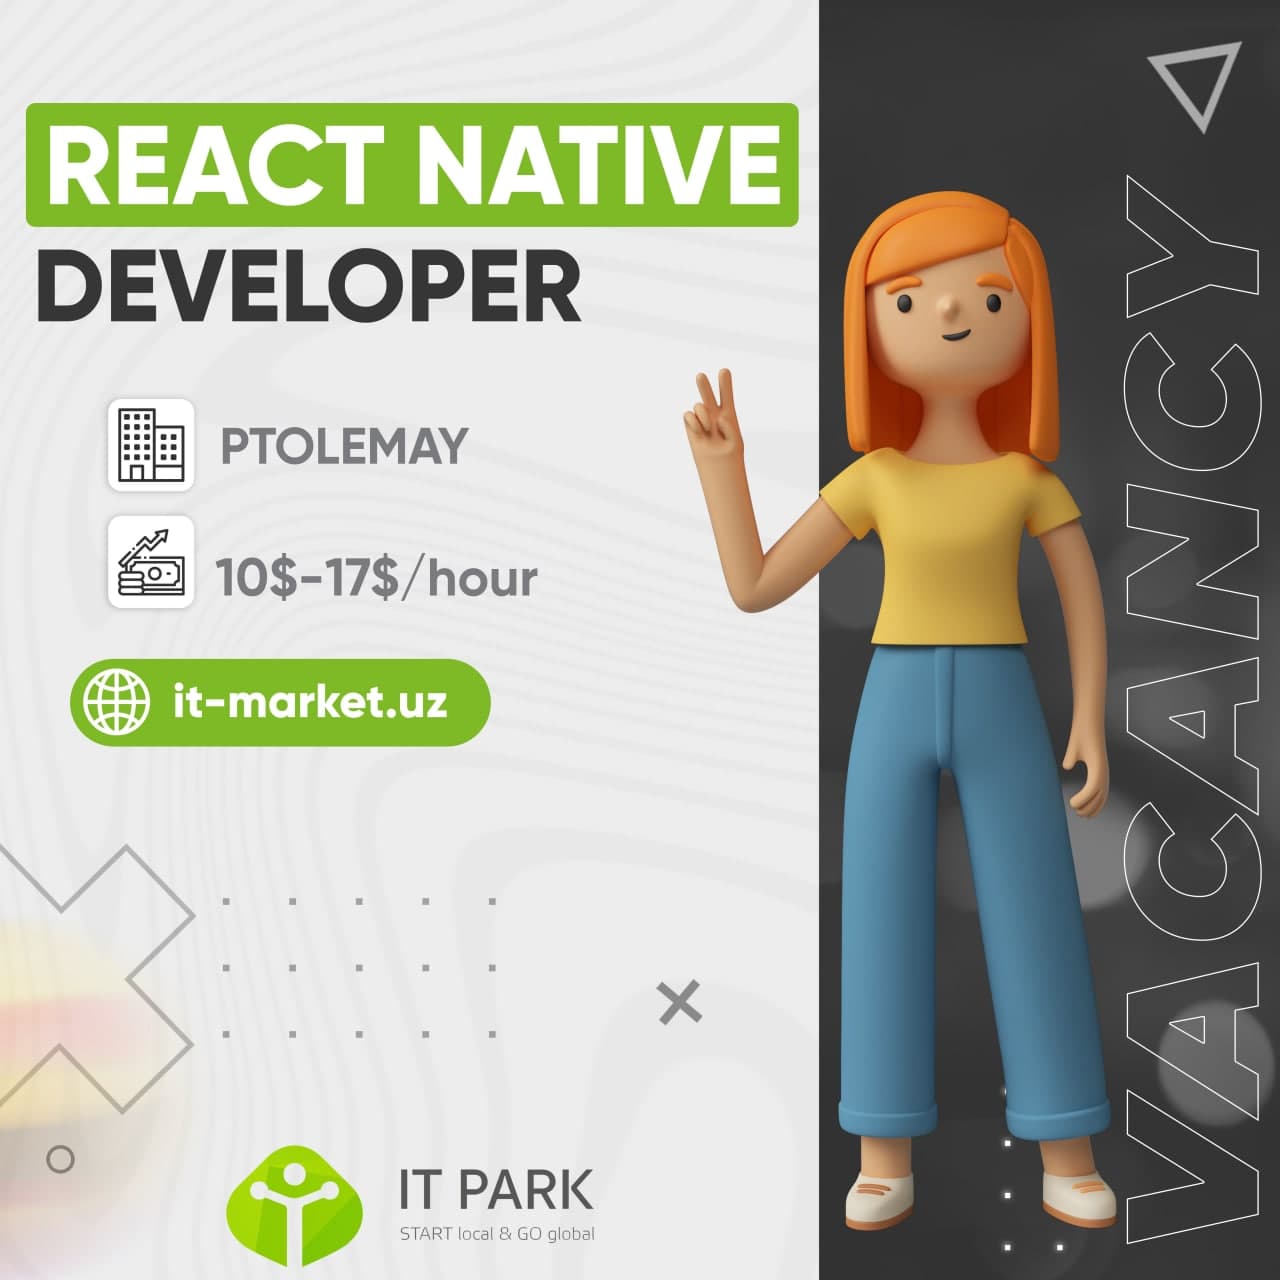 REACT NATIVE
DEVELOPER
PTOLEMAY
10$-17$/hour
it-market.uz
IT PARK
START local & GO global
VACANCY